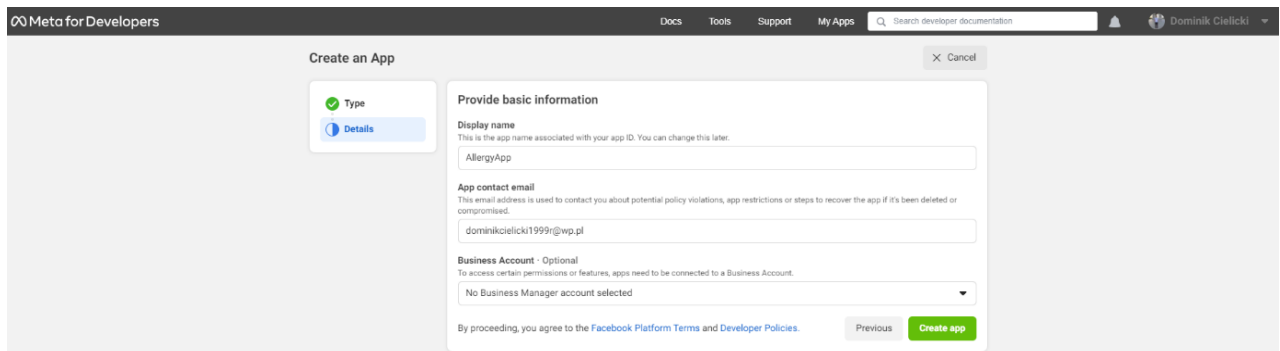 Meta for Developers
Docs Tools Support My Apps Search developer documentation Dominik Cielicki
Create an App
Cancel
Type
Details
Provide basic information
Display name
This is the app name associated with your app ID. You can change this later.
AllergyApp
App contact email
This email address is used to contact you about potential policy violations, app restrictions or steps to recover the app if it's been deleted or
compromised.
dominikcielicki1999r@wp.pl
Business Account · Optional
To access certain permissions or features, apps need to be connected to a Business Account.
No Business Manager account selected
By proceeding, you agree to the Facebook Platform Terms and Developer Policies.
Previous
Create app